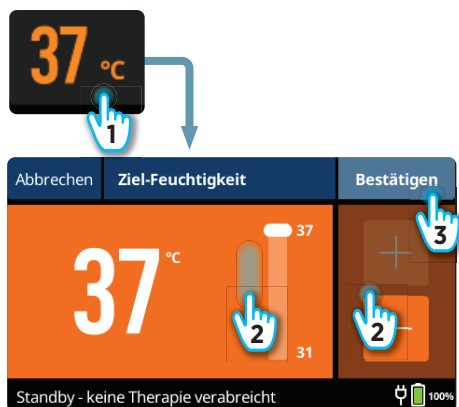 37 °C
1
Abbrechen Ziel-Feuchtigkeit Bestätigen
3
37
37 °C
2
2
31
Standby - keine Therapie verabreicht 100%